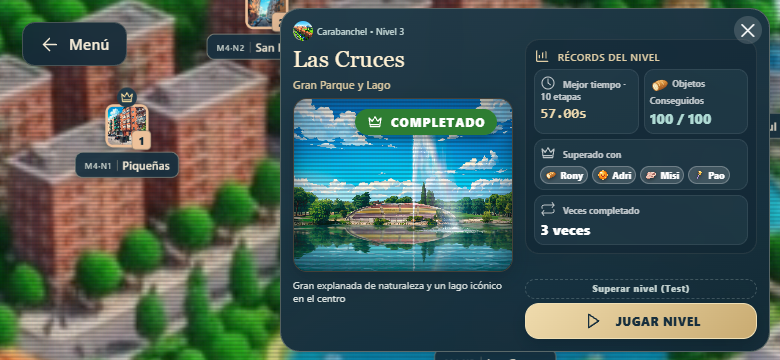 Menú
M4-N2 San
M4-N1 Piqueñas
1
Carabanchel • Nivel 3
Las Cruces
Gran Parque y Lago
COMPLETADO
Gran explanada de naturaleza y un lago icónico
en el centro
RÉCORDS DEL NIVEL
Mejor tiempo -
10 etapas
57.00s
Objetos
Conseguidos
100 / 100
Superado con
Rony Adri Misi Pao
Veces completado
3 veces
Superar nivel (Test)
JUGAR NIVEL